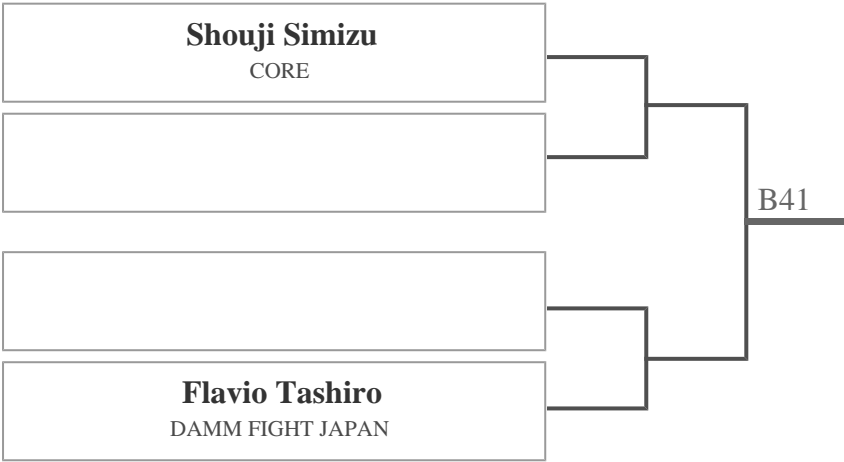 Shouji Simizu
CORE
B41
Flavio Tashiro
DAMM FIGHT JAPAN